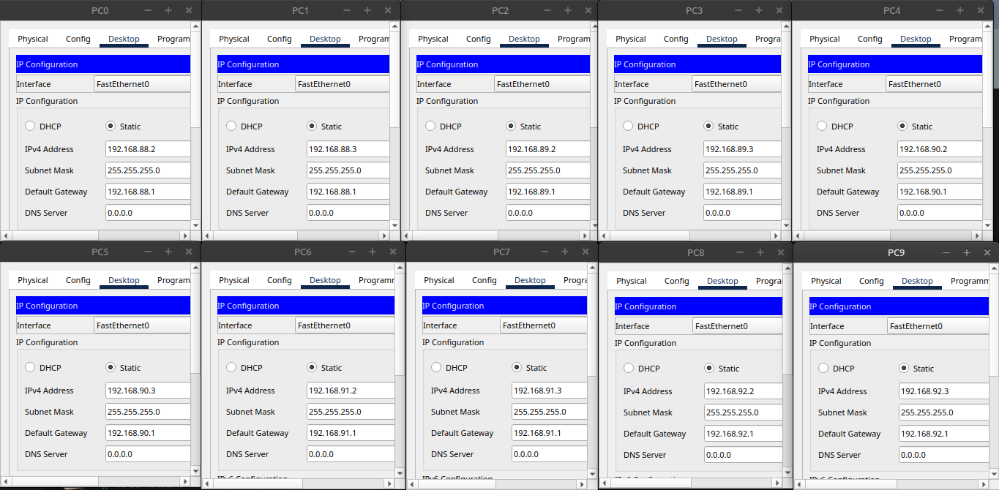 PC0
Physical Config Desktop Program
IP Configuration
Interface FastEthernet0
IP Configuration
DHCP Static
IPv4 Address 192.168.88.2
Subnet Mask 255.255.255.0
Default Gateway 192.168.88.1
DNS Server 0.0.0.0
PC1
Physical Config Desktop Program
IP Configuration
Interface FastEthernet0
IP Configuration
DHCP Static
IPv4 Address 192.168.88.3
Subnet Mask 255.255.255.0
Default Gateway 192.168.88.1
DNS Server 0.0.0.0
PC2
Physical Config Desktop Program
IP Configuration
Interface FastEthernet0
IP Configuration
DHCP Static
IPv4 Address 192.168.89.2
Subnet Mask 255.255.255.0
Default Gateway 192.168.89.1
DNS Server 0.0.0.0
PC3
Physical Config Desktop Progra
IP Configuration
Interface FastEthernet0
IP Configuration
DHCP Static
IPv4 Address 192.168.89.3
Subnet Mask 255.255.255.0
Default Gateway 192.168.89.1
DNS Server 0.0.0.0
PC4
Physical Config Desktop Program
IP Configuration
Interface FastEthernet0
IP Configuration
DHCP Static
IPv4 Address 192.168.90.2
Subnet Mask 255.255.255.0
Default Gateway 192.168.90.1
DNS Server 0.0.0.0
PC5
Physical Config Desktop Program
IP Configuration
Interface FastEthernet0
IP Configuration
DHCP Static
IPv4 Address 192.168.90.3
Subnet Mask 255.255.255.0
Default Gateway 192.168.90.1
DNS Server 0.0.0.0
PC6
Physical Config Desktop Programm
IP Configuration
Interface FastEthernet0
IP Configuration
DHCP Static
IPv4 Address 192.168.91.2
Subnet Mask 255.255.255.0
Default Gateway 192.168.91.1
DNS Server 0.0.0.0
IPv6 Configuration
PC7
Physical Config Desktop Progra
IP Configuration
Interface FastEthernet0
IP Configuration
DHCP Static
IPv4 Address 192.168.91.3
Subnet Mask 255.255.255.0
Default Gateway 192.168.91.1
DNS Server 0.0.0.0
IPv6 Configuration
PC8
Physical Config Desktop Progra
IP Configuration
Interface FastEthernet0
IP Configuration
DHCP Static
IPv4 Address 192.168.92.2
Subnet Mask 255.255.255.0
Default Gateway 192.168.92.1
DNS Server 0.0.0.0
PC9
Physical Config Desktop Programm
IP Configuration
Interface FastEthernet0
IP Configuration
DHCP Static
IPv4 Address 192.168.92.3
Subnet Mask 255.255.255.0
Default Gateway 192.168.92.1
DNS Server 0.0.0.0
IPv6 Configuration